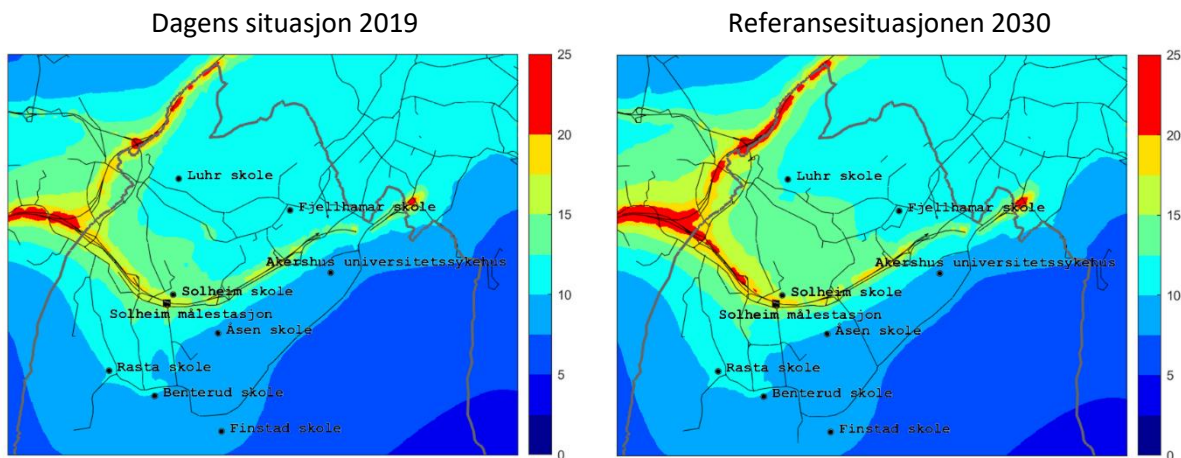 Dagens situasjon 2019
25
20
15
10
5
0
Luhr skole
Fjellhamar skole
Akershus universitetssykehus
Solheim skole
Solheim målestasjon
Åsen skole
Rasta skole
Benterud skole
Finstad skole
Referansesituasjonen 2030
25
20
15
10
5
0
Luhr skole
Fjellhamar skole
Akershus universitetssykehus
Solheim skole
Solheim målestasjon
Åsen skole
Rasta skole
Benterud skole
Finstad skole